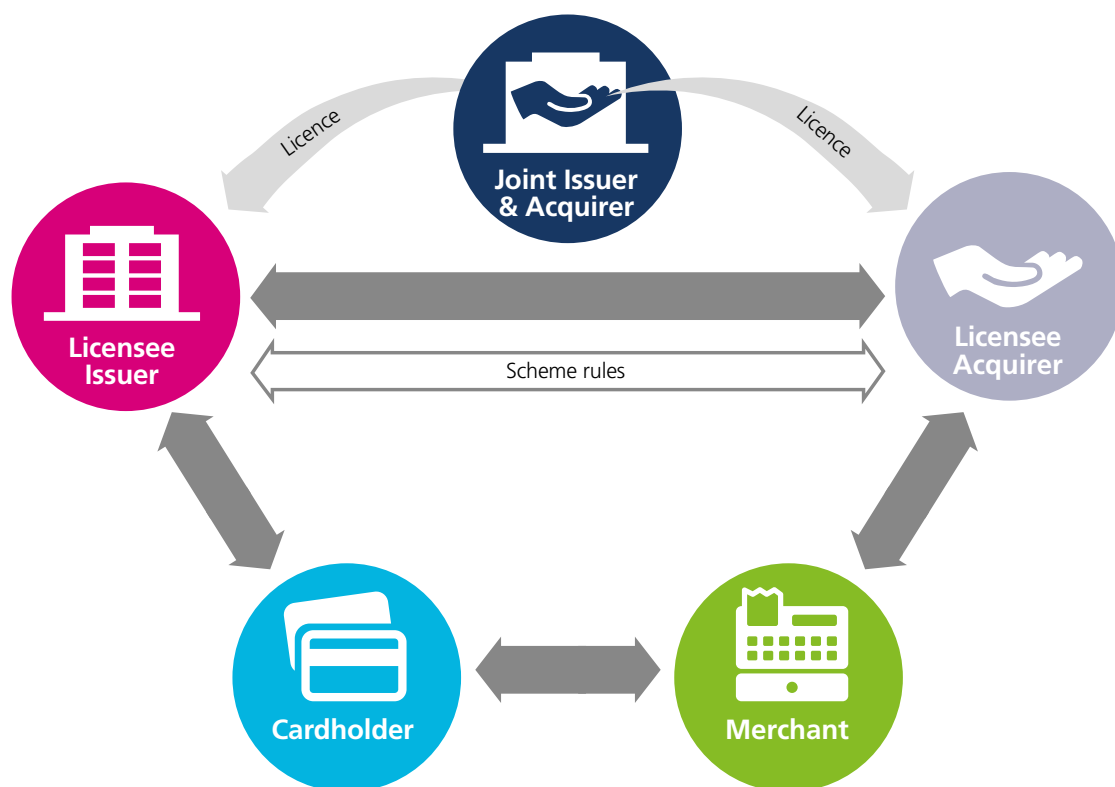 Licence
Licence
Joint Issuer
& Acquirer
Licensee
Issuer
Licensee
Acquirer
Scheme rules
Cardholder
Merchant